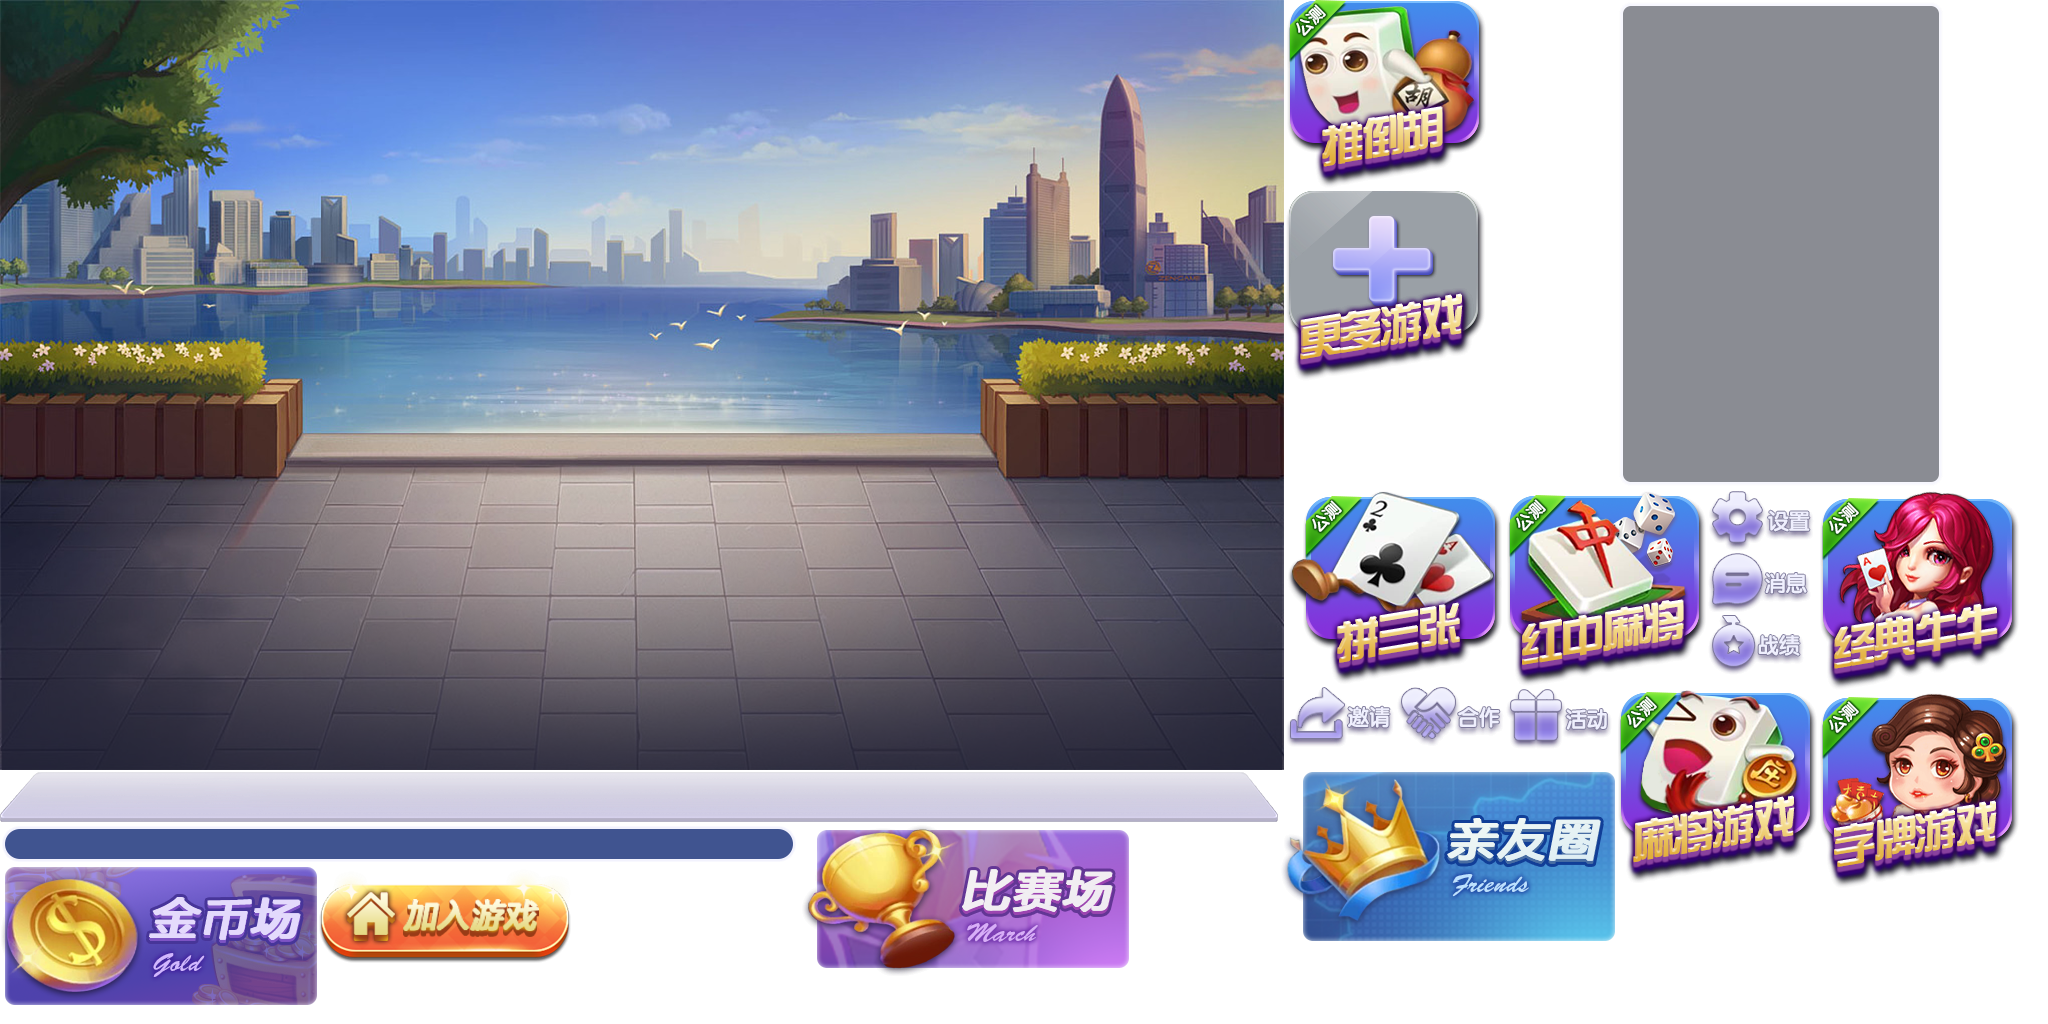 公测
胡
推倒胡
更多游戏
公测
2
A
拼三张
公测
中
红中麻将
设置
消息
战绩
公测
A
经典牛牛
邀请
合作
活动
公测
麻将游戏
公测
字牌游戏
亲友圈
Friends
金币场
Gold
加入游戏
比赛场
March